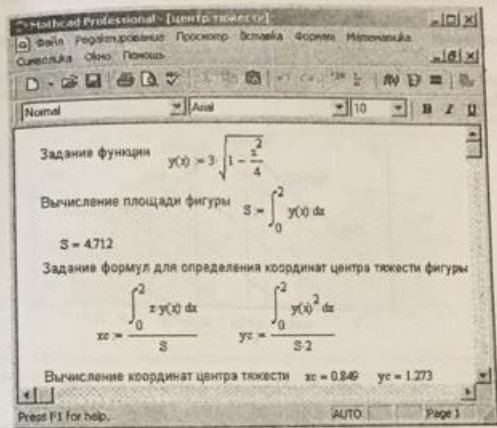 Mathcad Professional - [центр тяжести]
Файл Редактирование Просмотр Вставка Формат Математика
Символика Окно Помощь
Normal Arial 10 B I U
Задание функции y(x) := 3·√(1 − x²/4)
Вычисление площади фигуры S := ∫₀² y(x) dx
S = 4.712
Задание формул для определения координат центра тяжести фигуры
xc := (∫₀² x·y(x) dx)/S yc := (∫₀² y(x)² dx)/(S·2)
Вычисление координат центра тяжести xc = 0.849 yc = 1.273
Press F1 for help. AUTO Page 1